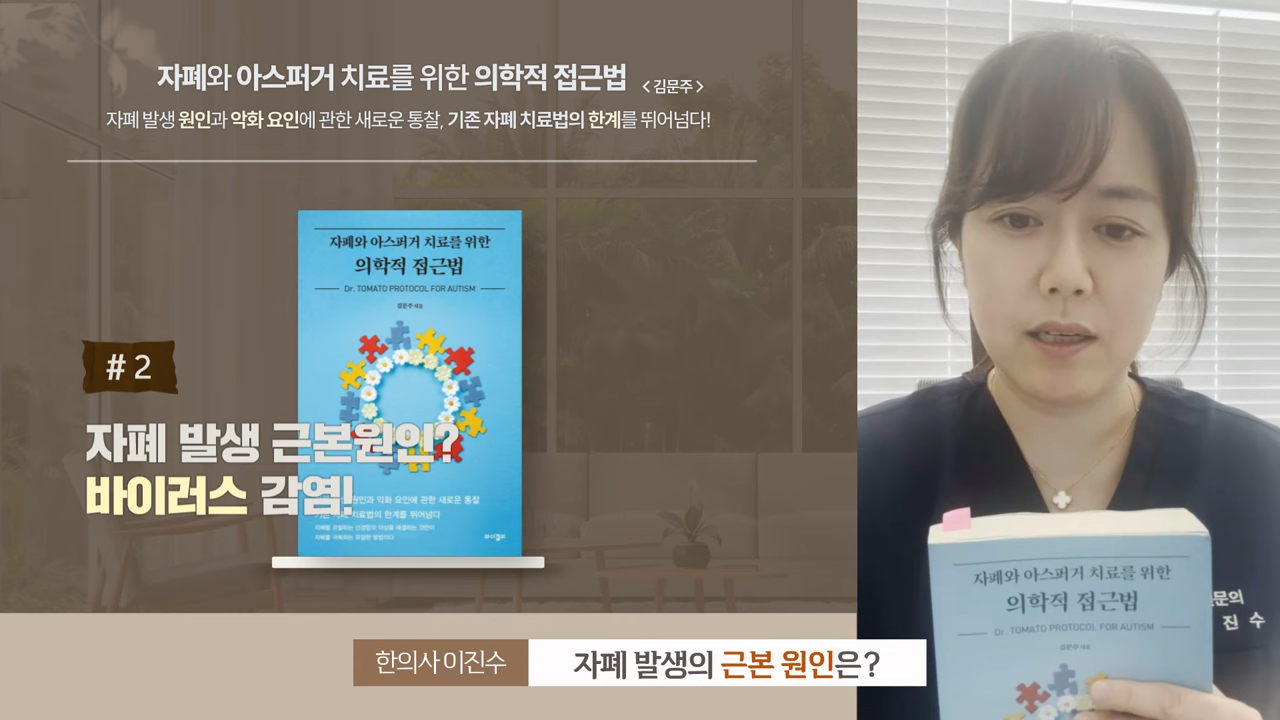 자폐와 아스퍼거 치료를 위한 의학적 접근법 < 김문주 >
자폐 발생 원인과 악화 요인에 관한 새로운 통찰, 기존 자폐 치료법의 한계를 뛰어넘다!
자폐와 아스퍼거 치료를 위한
의학적 접근법
Dr. TOMATO PROTOCOL FOR AUTISM
김문주 지음
# 2
자폐 발생 근본원인?
바이러스 감염!
원인과 악화 요인에 관한 새로운 통찰
치료법의 한계를 뛰어넘다
한의사 이진수
자폐 발생의 근본 원인은?
자폐와 아스퍼거 치료를 위한
의학적 접근법
Dr. TOMATO PROTOCOL FOR AUTISM
김문주 지음
문의
진 수